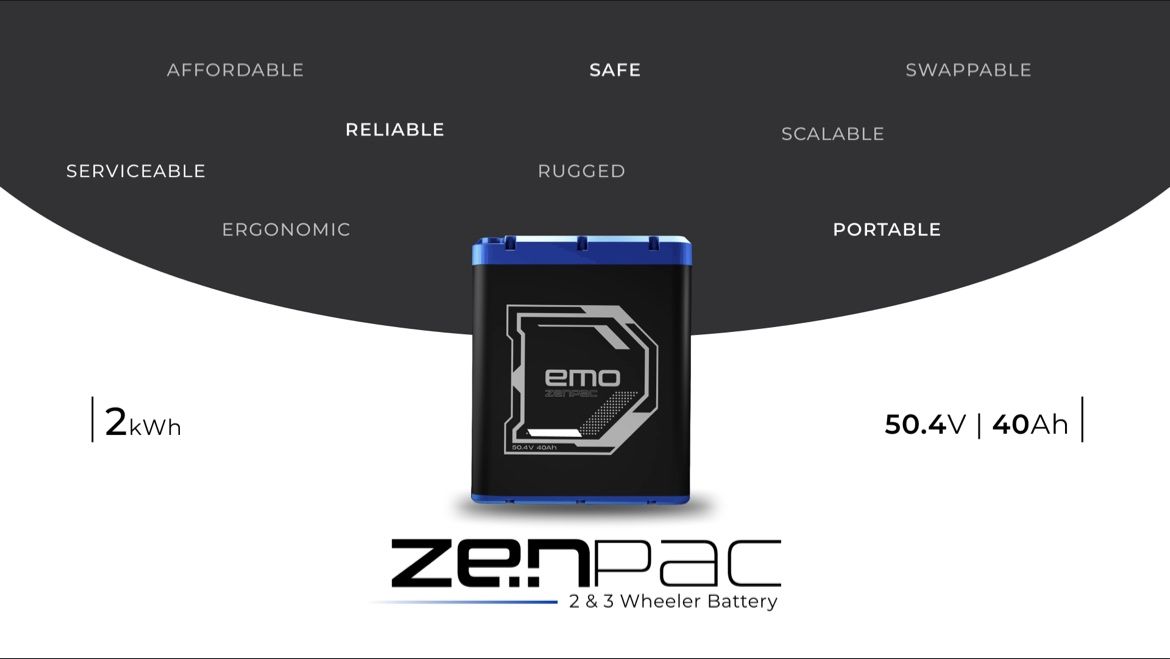 AFFORDABLE
SAFE
SWAPPABLE
RELIABLE
SCALABLE
SERVICEABLE
RUGGED
ERGONOMIC
PORTABLE
emo
zenpac
50.4V 40Ah
2kWh
50.4V | 40Ah
zenpac
2 & 3 Wheeler Battery